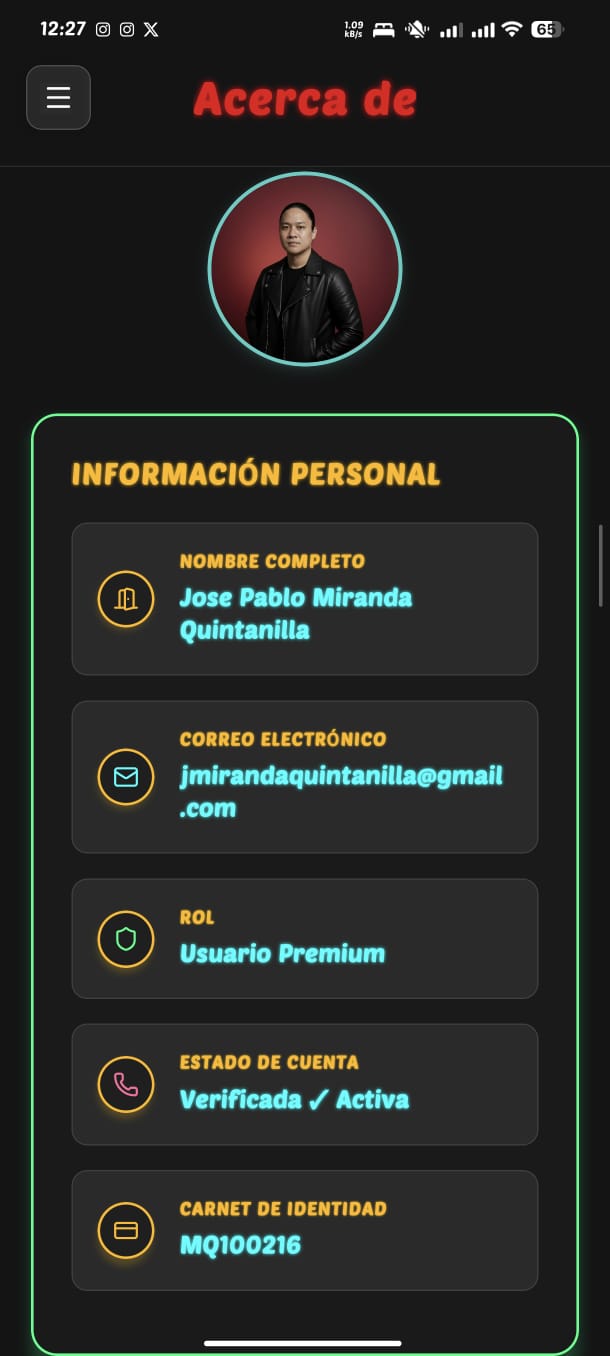 12:27
1.09
kB/s
65
Acerca de
INFORMACIÓN PERSONAL
NOMBRE COMPLETO
Jose Pablo Miranda
Quintanilla
CORREO ELECTRÓNICO
jmirandaquintanilla@gmail
.com
ROL
Usuario Premium
ESTADO DE CUENTA
Verificada ✓ Activa
CARNET DE IDENTIDAD
MQ100216